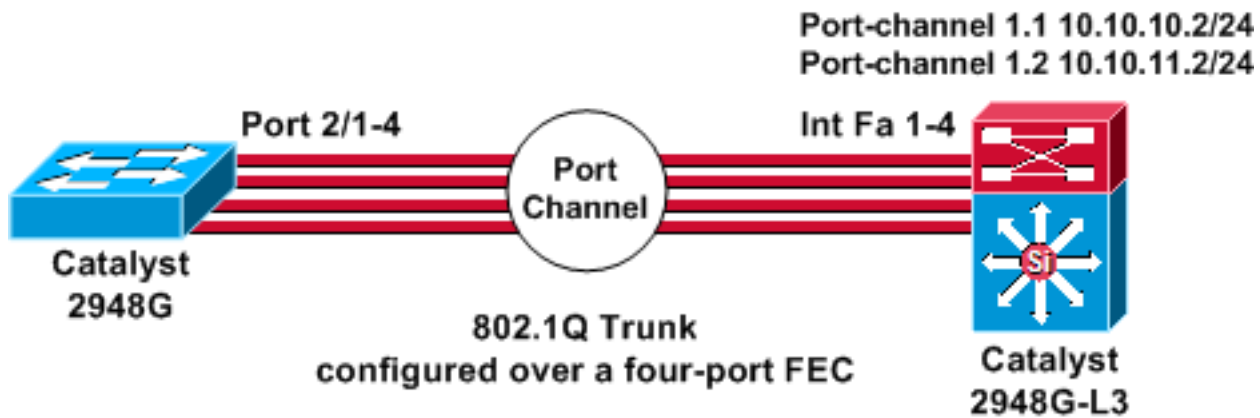 Port-channel 1.1 10.10.10.2/24
Port-channel 1.2 10.10.11.2/24
Port 2/1-4
Int Fa 1-4
Port
Channel
Si
Catalyst
2948G
802.1Q Trunk
configured over a four-port FEC
Catalyst
2948G-L3